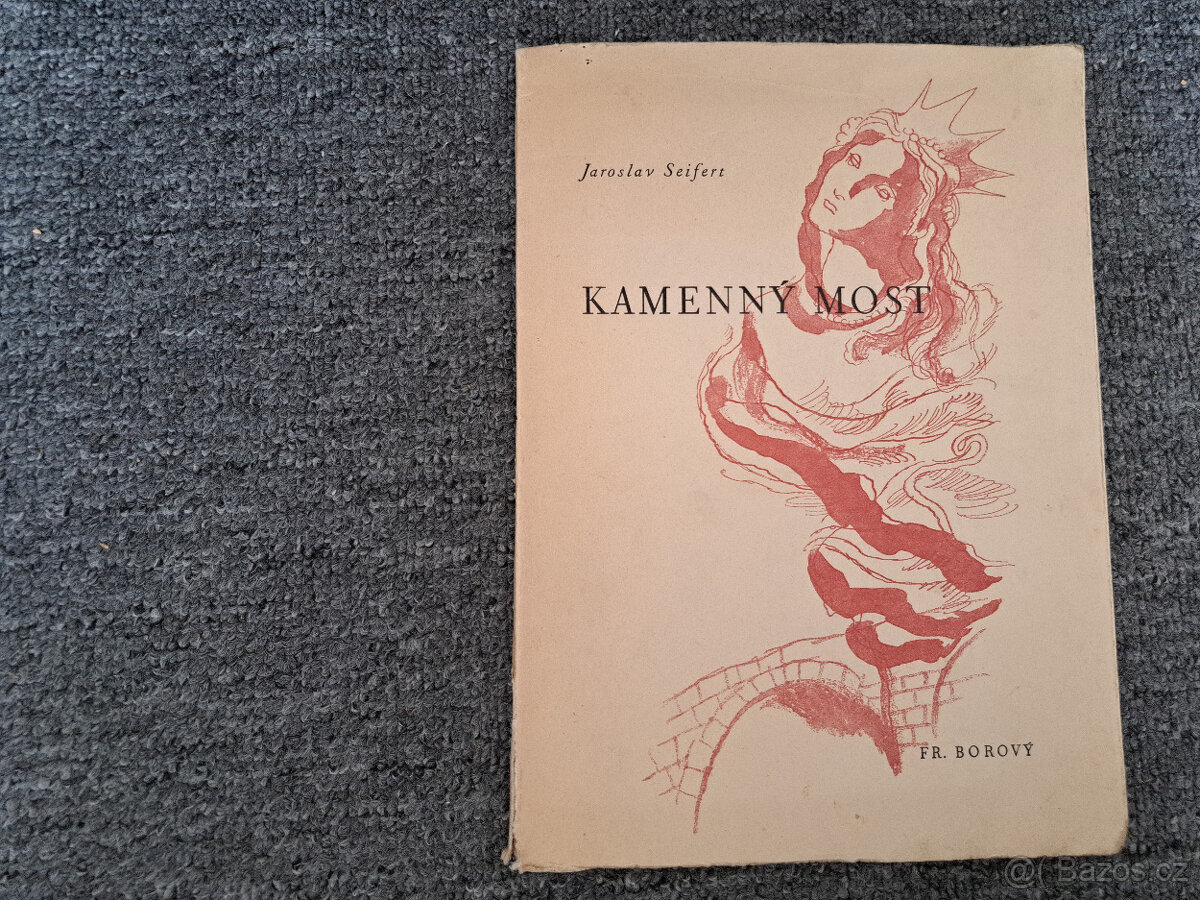 Jaroslav Seifert
KAMENNÝ MOST
FR. BOROVÝ
@( Bazos.cz